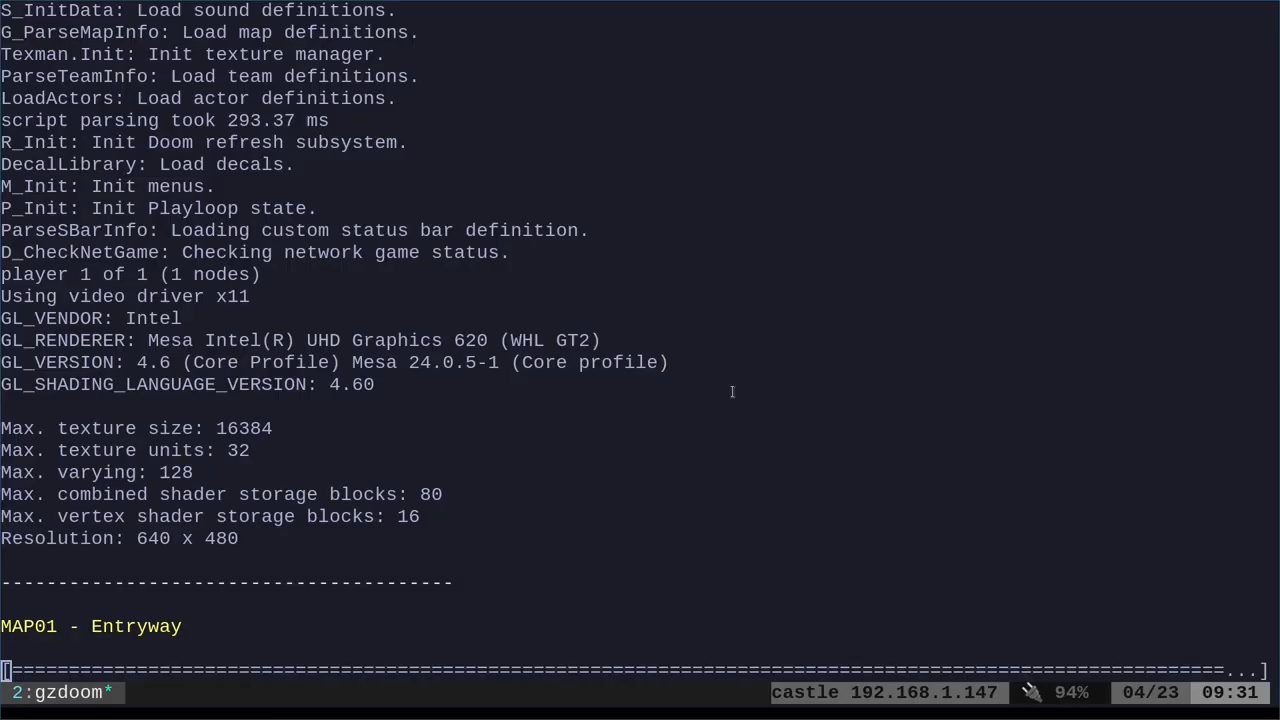 S_InitData: Load sound definitions.
G_ParseMapInfo: Load map definitions.
Texman.Init: Init texture manager.
ParseTeamInfo: Load team definitions.
LoadActors: Load actor definitions.
script parsing took 293.37 ms
R_Init: Init Doom refresh subsystem.
DecalLibrary: Load decals.
M_Init: Init menus.
P_Init: Init Playloop state.
ParseSBarInfo: Loading custom status bar definition.
D_CheckNetGame: Checking network game status.
player 1 of 1 (1 nodes)
Using video driver x11
GL_VENDOR: Intel
GL_RENDERER: Mesa Intel(R) UHD Graphics 620 (WHL GT2)
GL_VERSION: 4.6 (Core Profile) Mesa 24.0.5-1 (Core profile)
GL_SHADING_LANGUAGE_VERSION: 4.60
Max. texture size: 16384
Max. texture units: 32
Max. varying: 128
Max. combined shader storage blocks: 80
Max. vertex shader storage blocks: 16
Resolution: 640 x 480
----------------------------------------
MAP01 - Entryway
[===========================================================================================================...]
2:gzdoom* castle 192.168.1.147 🔌 94% 04/23 09:31